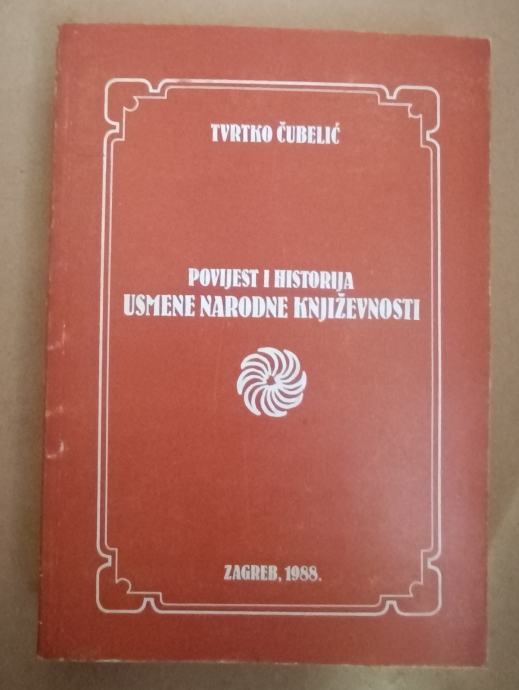 TVRTKO ČUBELIĆ
POVIJEST I HISTORIJA
USMENE NARODNE KNJIŽEVNOSTI
ZAGREB, 1988.